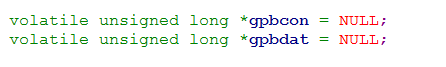 volatile unsigned long *gpbcon = NULL;
volatile unsigned long *gpbdat = NULL;